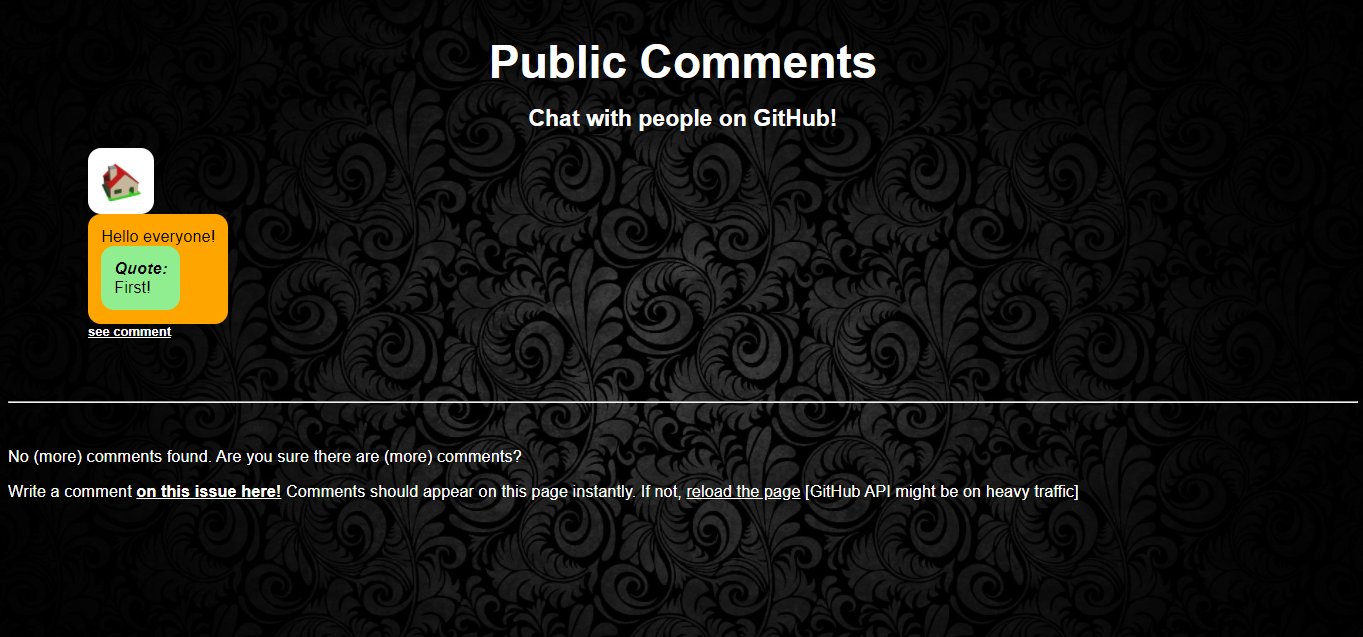 Public Comments
Chat with people on GitHub!
Hello everyone!
Quote:
First!
see comment
No (more) comments found. Are you sure there are (more) comments?
Write a comment on this issue here! Comments should appear on this page instantly. If not, reload the page [GitHub API might be on heavy traffic]